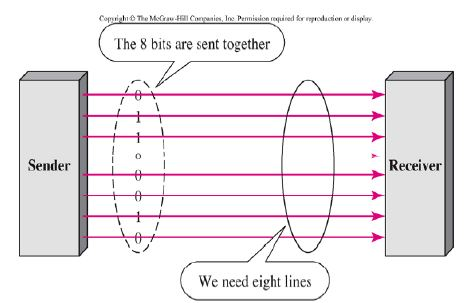 Copyright © The McGraw-Hill Companies, Inc. Permission required for reproduction or display.
The 8 bits are sent together
0
1
1
0
0
0
1
0
Sender
Receiver
We need eight lines